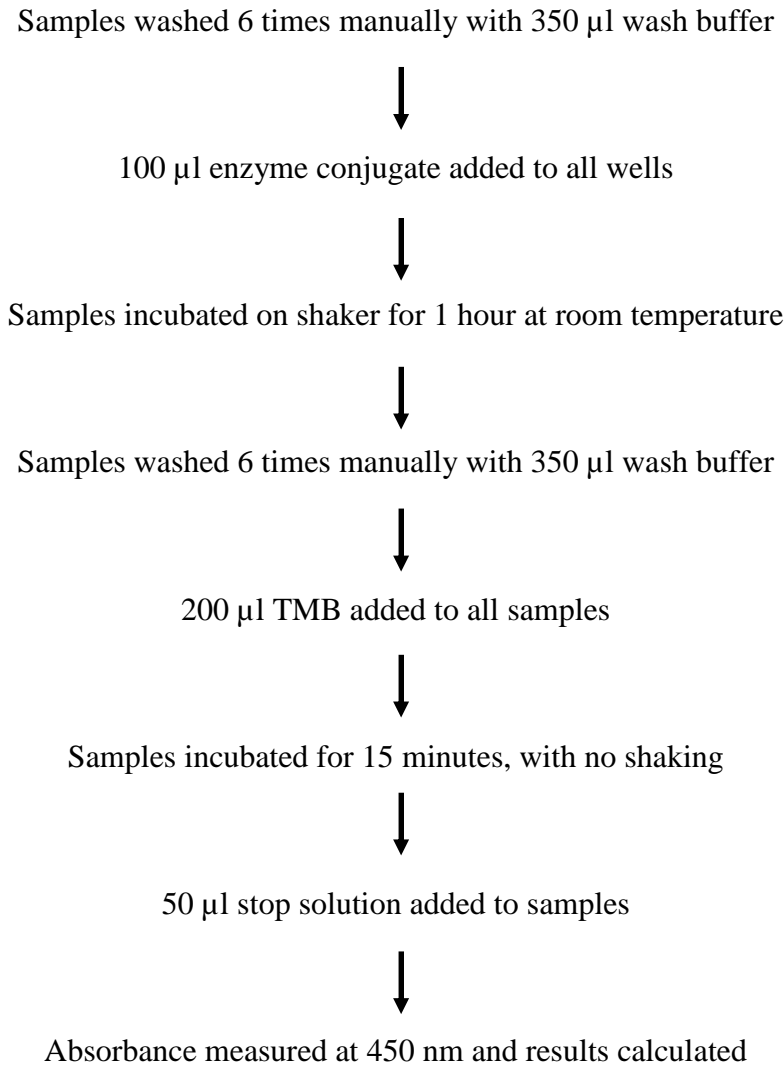 Samples washed 6 times manually with 350 µl wash buffer
100 µl enzyme conjugate added to all wells
Samples incubated on shaker for 1 hour at room temperature
Samples washed 6 times manually with 350 µl wash buffer
200 µl TMB added to all samples
Samples incubated for 15 minutes, with no shaking
50 µl stop solution added to samples
Absorbance measured at 450 nm and results calculated